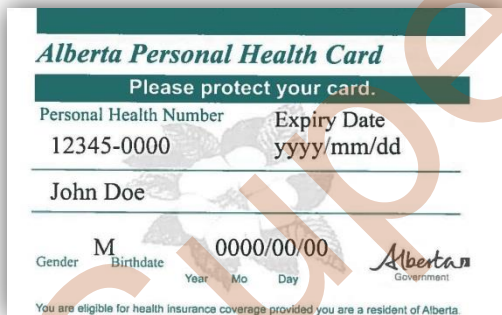 Alberta Personal Health Card
Please protect your card.
Personal Health Number
Expiry Date
12345-0000
yyyy/mm/dd
John Doe
M
0000/00/00
Gender
Birthdate
Year Mo Day
Alberta
Government
You are eligible for health insurance coverage provided you are a resident of Alberta.